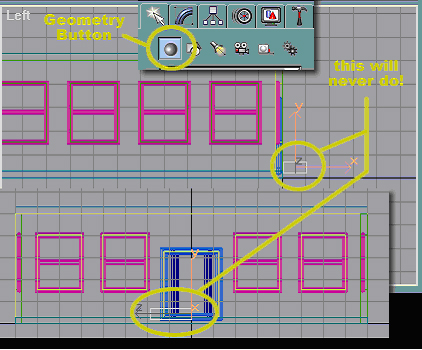 Left
Geometry
Button
this will
never do!
y
z
x
y
z
x